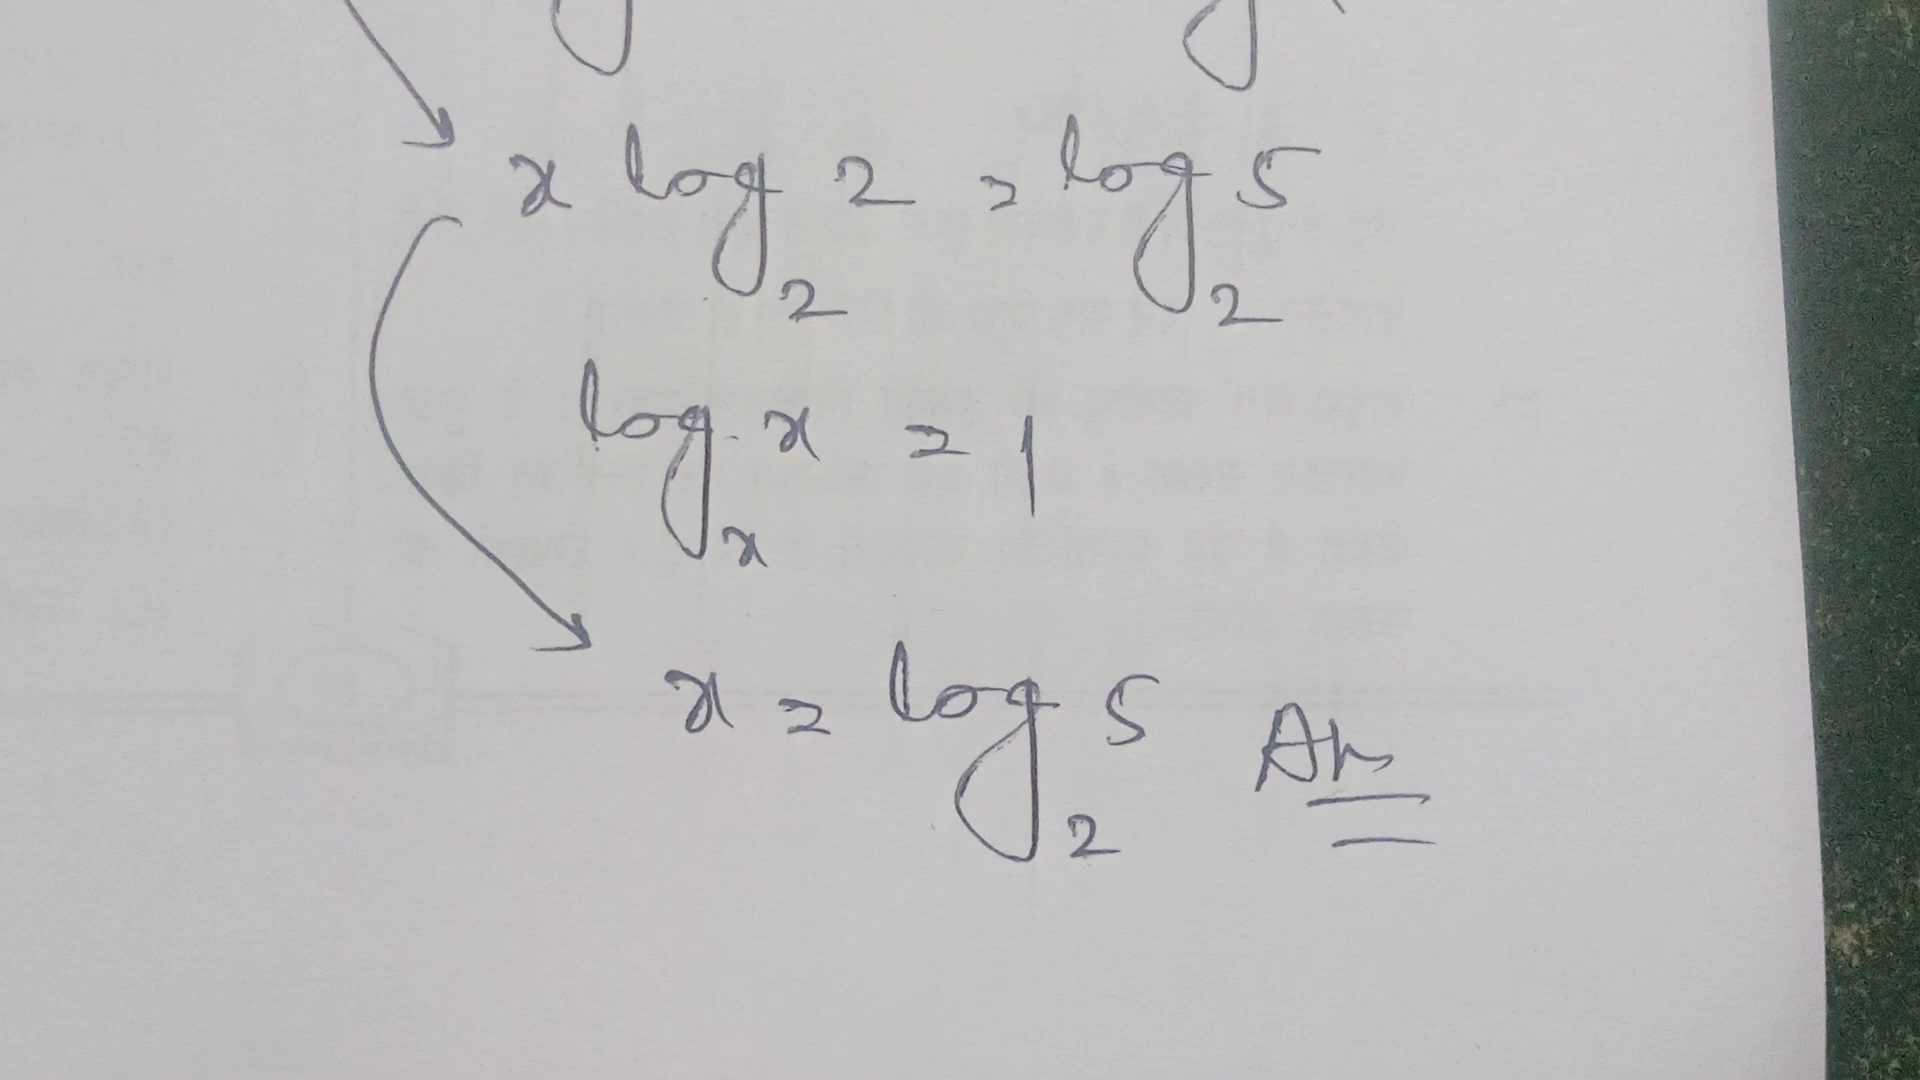 x log₂ 2 = log₂ 5
logₓ x = 1
x = log₂ 5 Ans